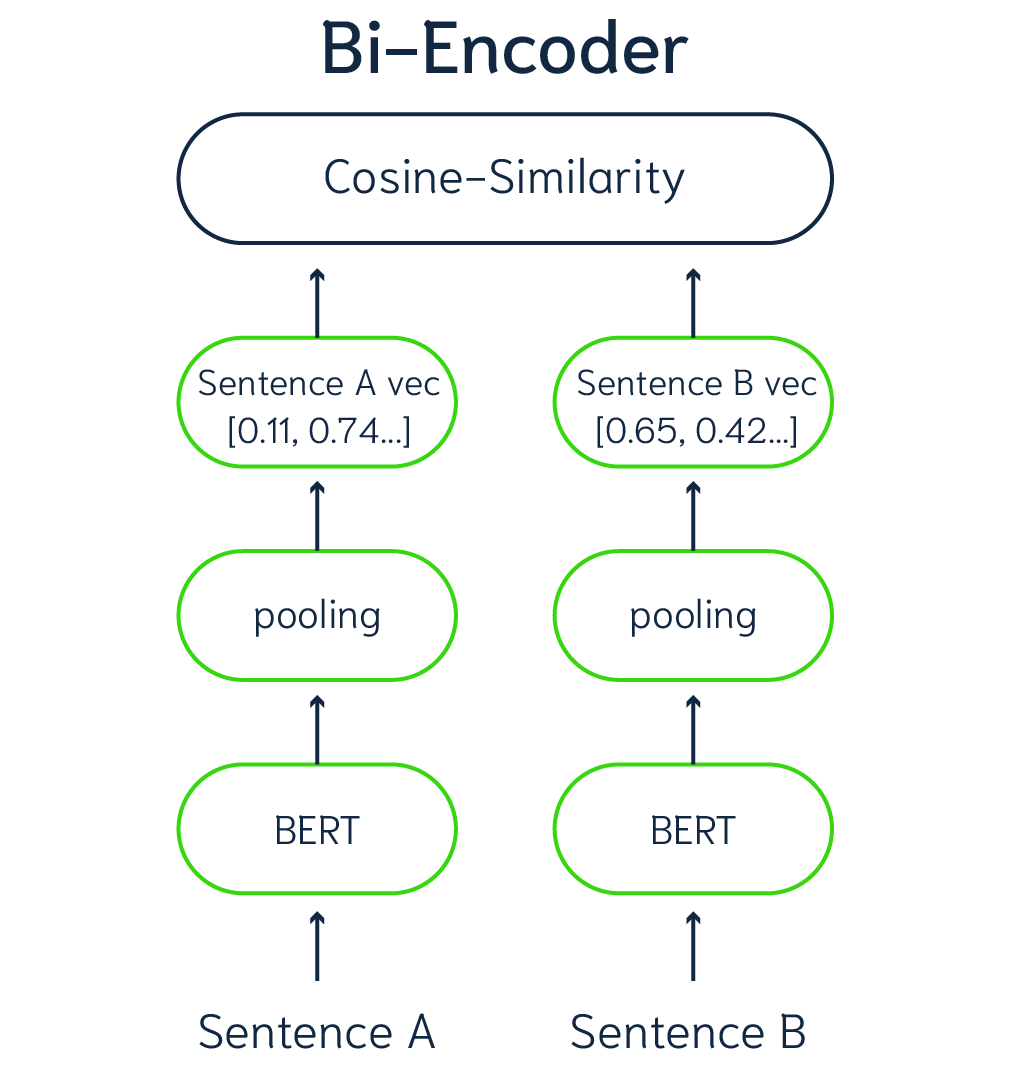 Bi-Encoder
Cosine-Similarity
Sentence A vec
[0.11, 0.74...]
Sentence B vec
[0.65, 0.42...]
pooling
pooling
BERT
BERT
Sentence A
Sentence B